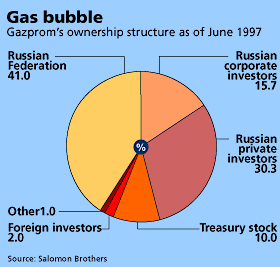 Gas bubble
Gazprom's ownership structure as of June 1997
Russian
Federation
41.0
Russian
corporate
investors
15.7
%
Russian
private
investors
30.3
Other1.0
Foreign investors
2.0
Treasury stock
10.0
Source: Salomon Brothers